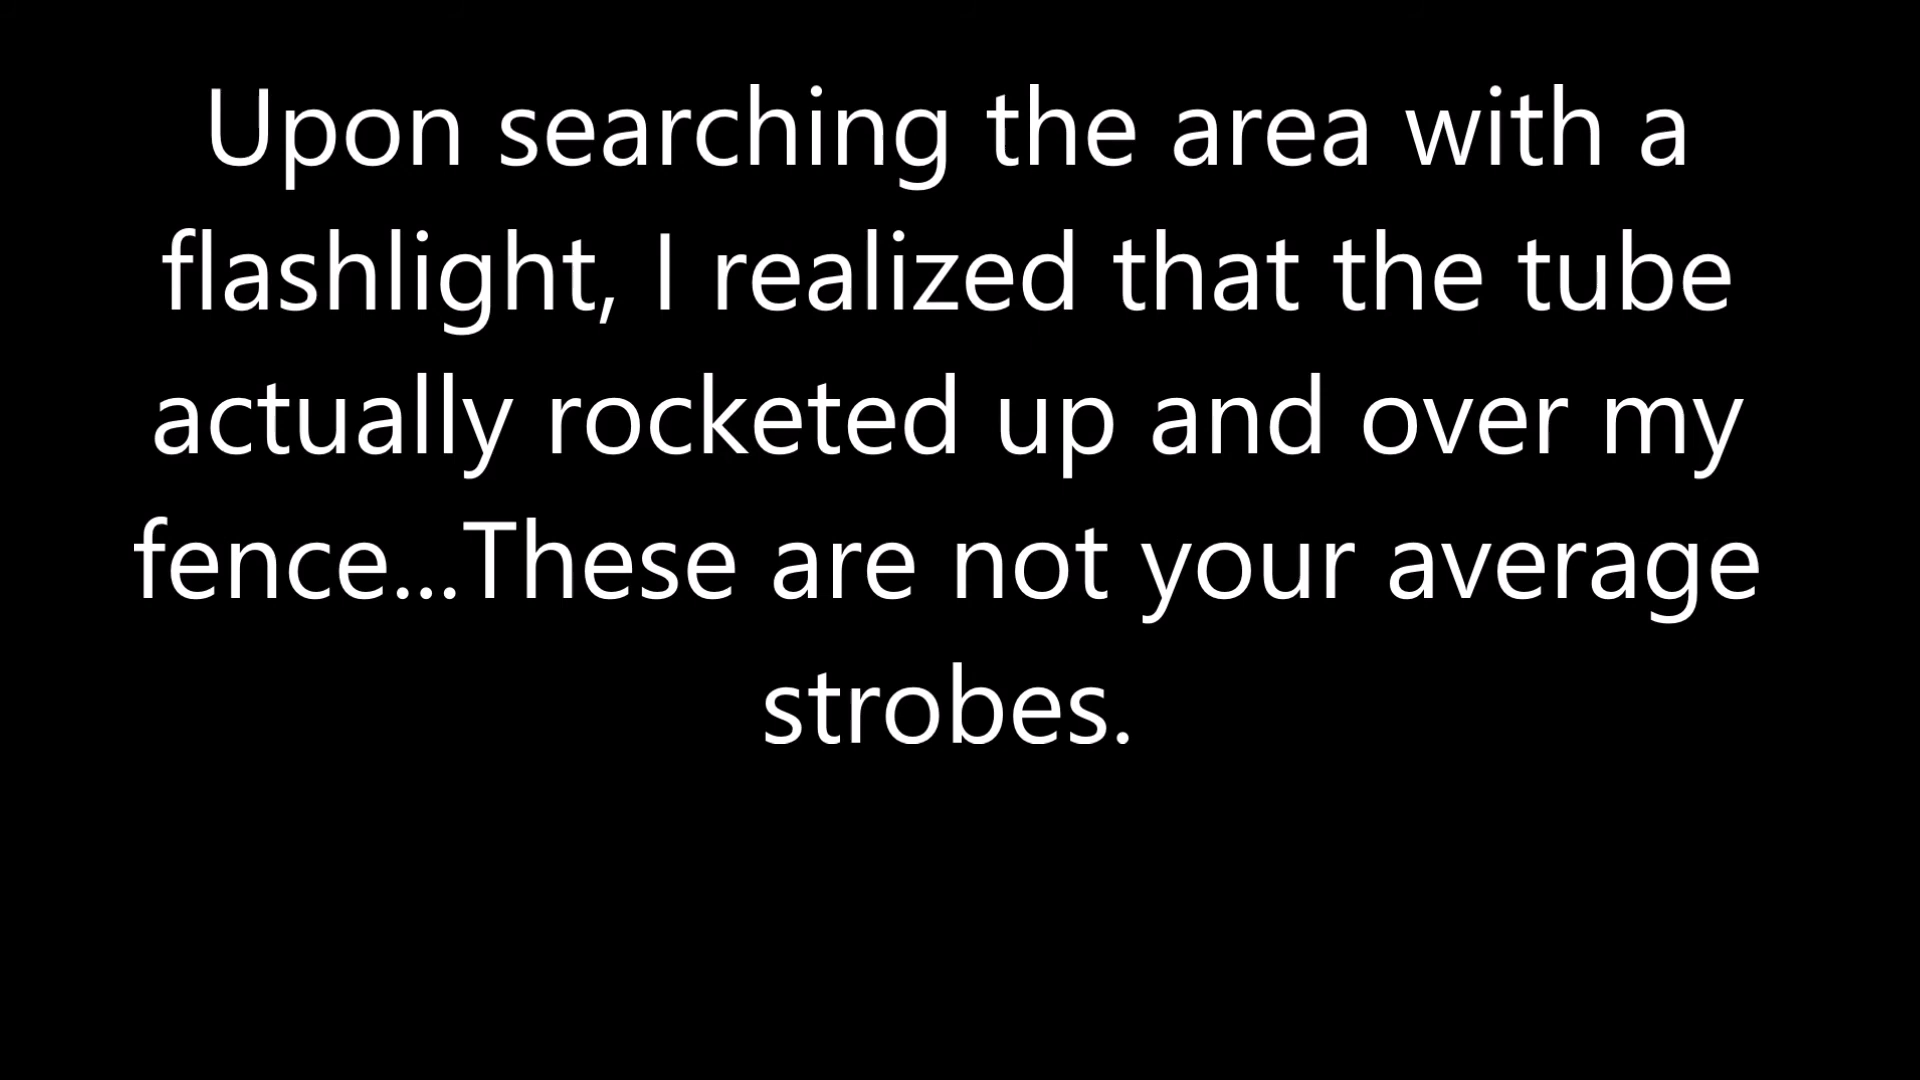 Upon searching the area with a
flashlight, I realized that the tube
actually rocketed up and over my
fence...These are not your average
strobes.